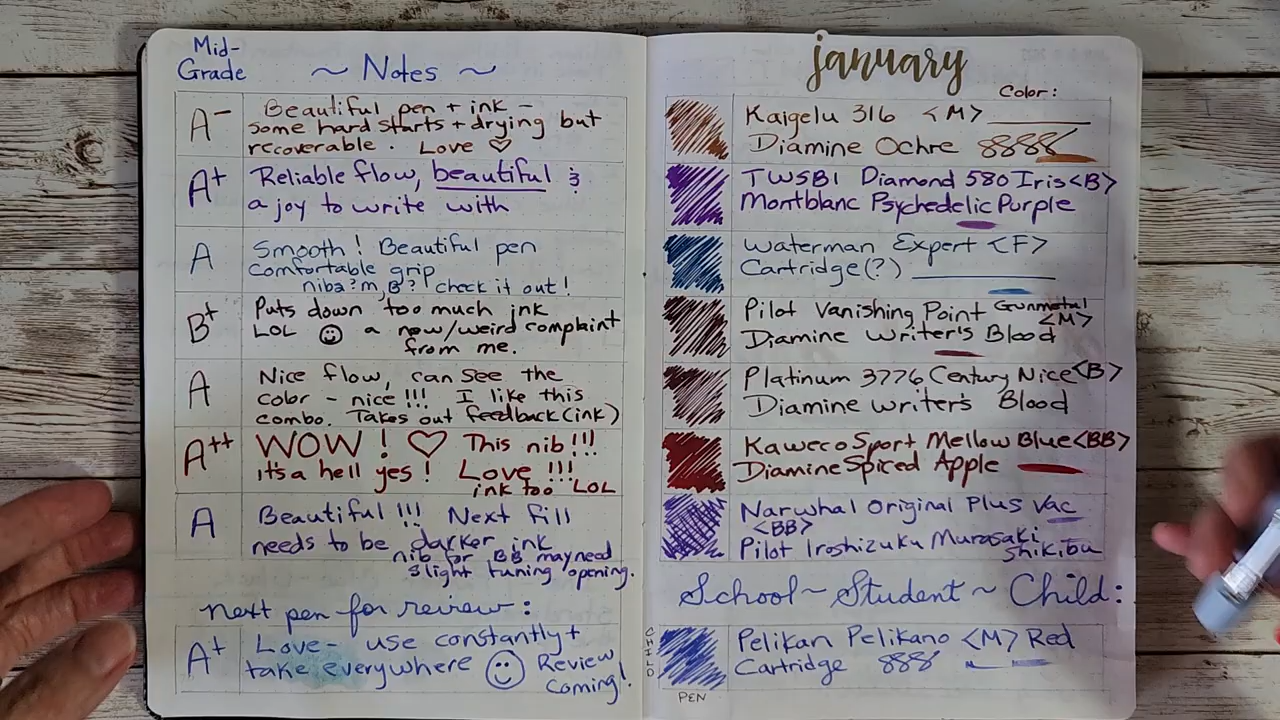 Mid-
Grade
~ Notes ~
A-
Beautiful pen + ink -
some hard starts + drying but
recoverable. Love ♡
A+
Reliable flow, beautiful &
a joy to write with
A
Smooth! Beautiful pen
Comfortable grip
nibs? M, B? check it out!
B+
Puts down too much ink
LOL ☺ a new/weird complaint
from me.
A
Nice flow, can see the
color - nice!!! I like this
combo. Takes out feedback (ink)
A++
WOW! ♡ This nib!!!
it's a hell yes! Love!!!
ink too LOL
A
Beautiful!!! Next fill
needs to be darker ink
nib for BB may need
slight tuning opening.
next pen for review:
A+
Love - use constantly +
take everywhere ☺ Review
coming!
january
Color:
Kaigelu 316 <M>
Diamine Ochre 8888
TWSBI Diamond 580 Iris <B>
Montblanc Psychedelic Purple
Waterman Expert <F>
Cartridge (?)
Pilot Vanishing Point Gunmetal
<M>
Diamine Writer's Blood
Platinum 3776 Century Nice <B>
Diamine Writer's Blood
Kaweco Sport Mellow Blue <BB>
Diamine Spiced Apple
Narwhal Original Plus Vac
<BB>
Pilot Iroshizuku Murasaki
Shikibu
School ~ Student ~ Child:
CHILD
Pelikan Pelikano <M> Red
Cartridge 888
PEN